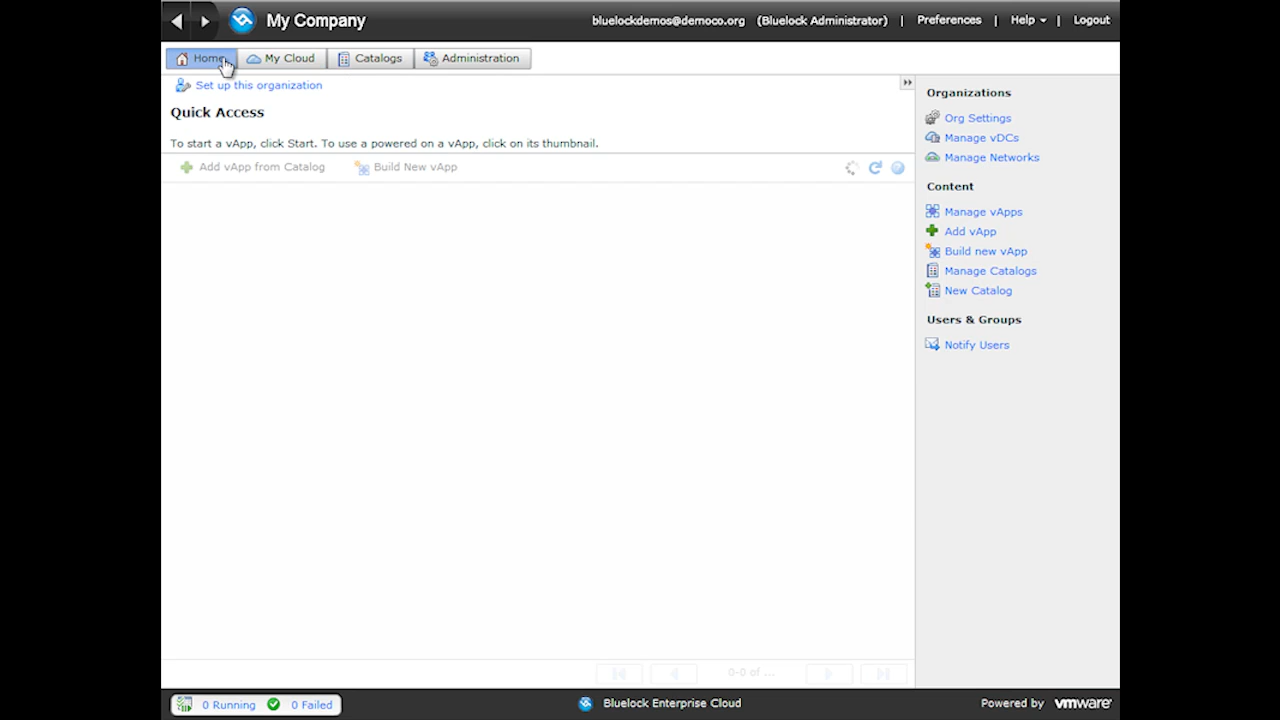 My Company
bluelockdemos@democo.org (Bluelock Administrator) | Preferences | Help | Logout
Home My Cloud Catalogs Administration
Set up this organization
Quick Access
To start a vApp, click Start. To use a powered on a vApp, click on its thumbnail.
Add vApp from Catalog Build New vApp
0-0 of ...
Organizations
Org Settings
Manage vDCs
Manage Networks
Content
Manage vApps
Add vApp
Build new vApp
Manage Catalogs
New Catalog
Users & Groups
Notify Users
0 Running 0 Failed
Bluelock Enterprise Cloud
Powered by vmware